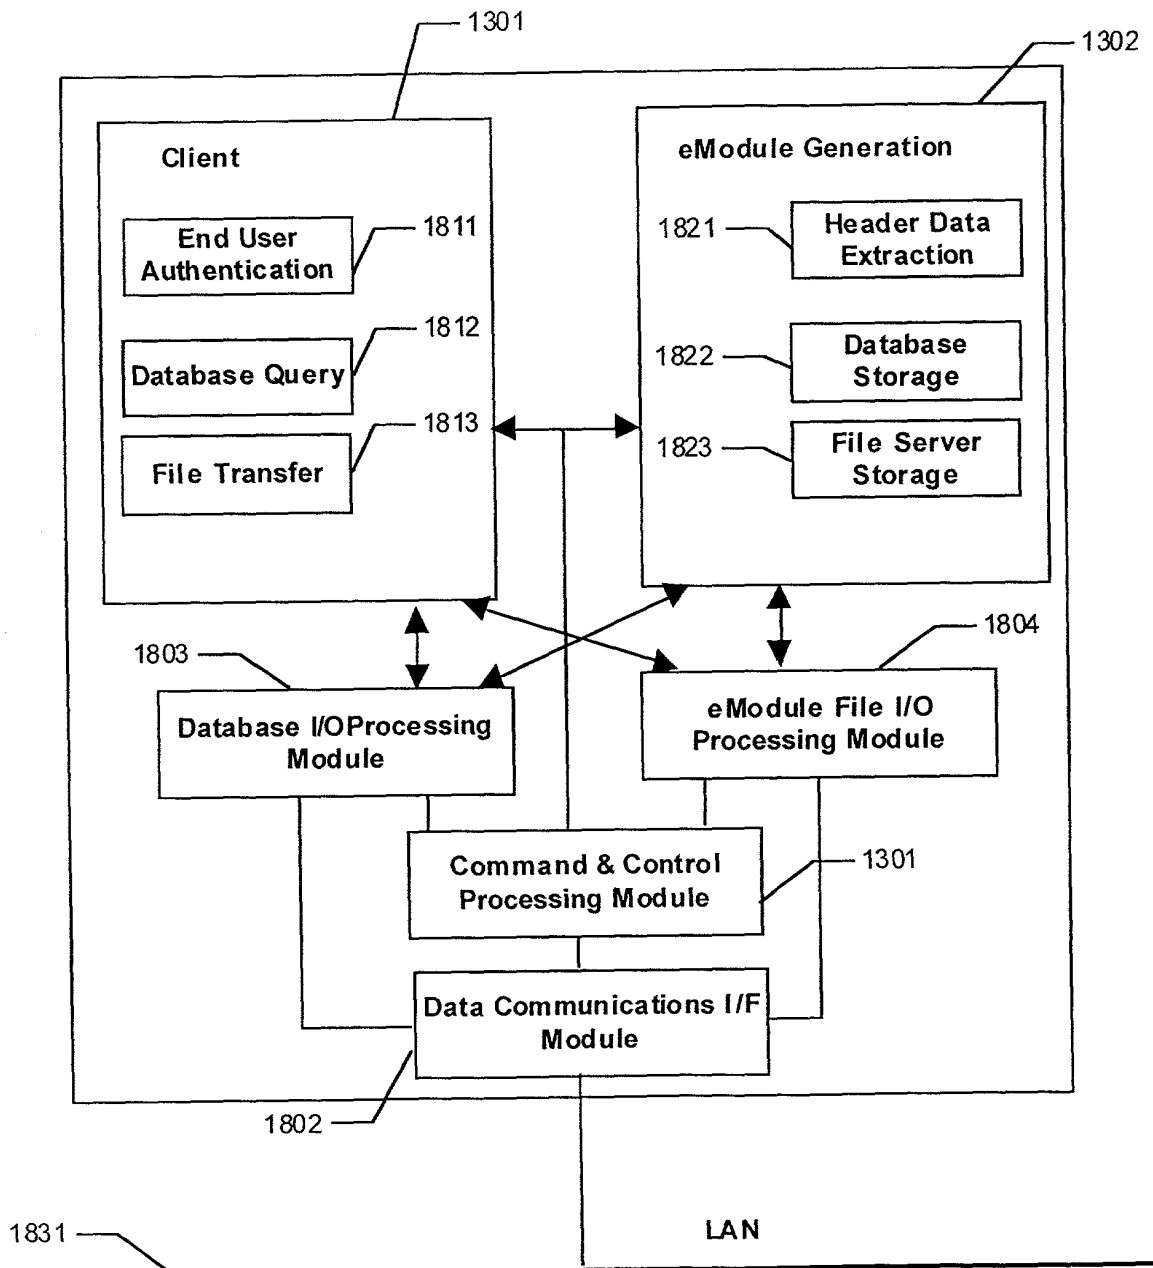 1301
1302
Client
eModule Generation
End User
Authentication
1811
1821
Header Data
Extraction
Database Query
1812
1822
Database
Storage
File Transfer
1813
1823
File Server
Storage
1803
1804
Database I/OProcessing
Module
eModule File I/O
Processing Module
Command & Control
Processing Module
1301
Data Communications I/F
Module
1802
1831
LAN